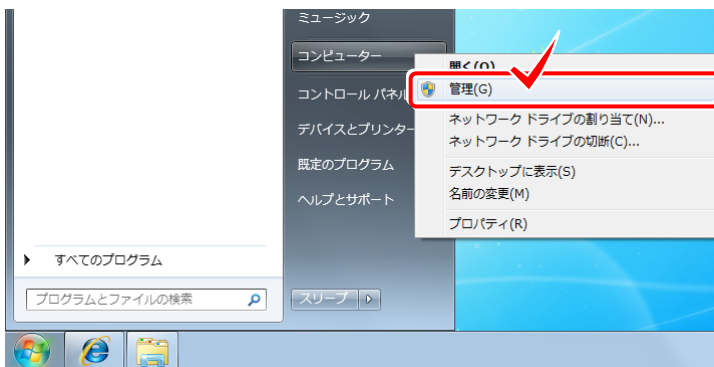 ミュージック
コンピューター
コントロール パネル
デバイスとプリンター
既定のプログラム
ヘルプとサポート
開く(O)
管理(G)
ネットワーク ドライブの割り当て(N)...
ネットワーク ドライブの切断(C)...
デスクトップに表示(S)
名前の変更(M)
プロパティ(R)
すべてのプログラム
プログラムとファイルの検索
スリープ